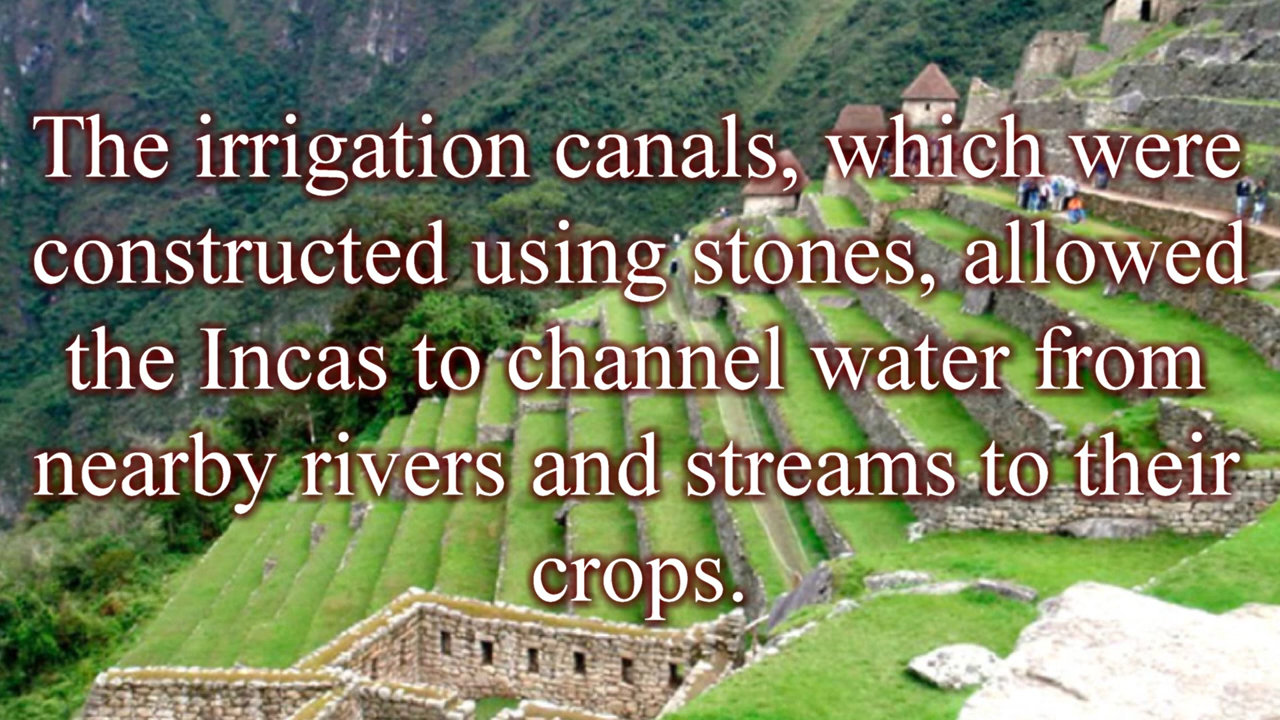 The irrigation canals, which were
constructed using stones, allowed
the Incas to channel water from
nearby rivers and streams to their
crops.